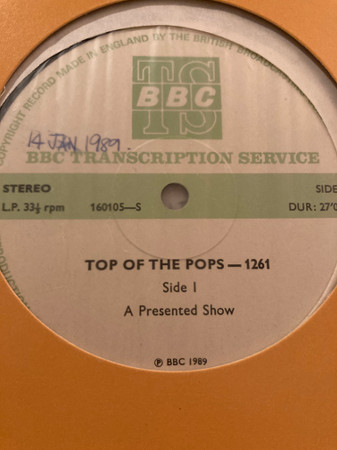 COPYRIGHT RECORD MADE IN ENGLAND BY THE BRITISH
TS
BBC
14 JAN 1989.
BBC TRANSCRIPTION SERVICE
STEREO
SIDE
L.P. 33⅓ rpm
160105—S
DUR: 27'0
TOP OF THE POPS — 1261
Side 1
A Presented Show
℗ BBC 1989